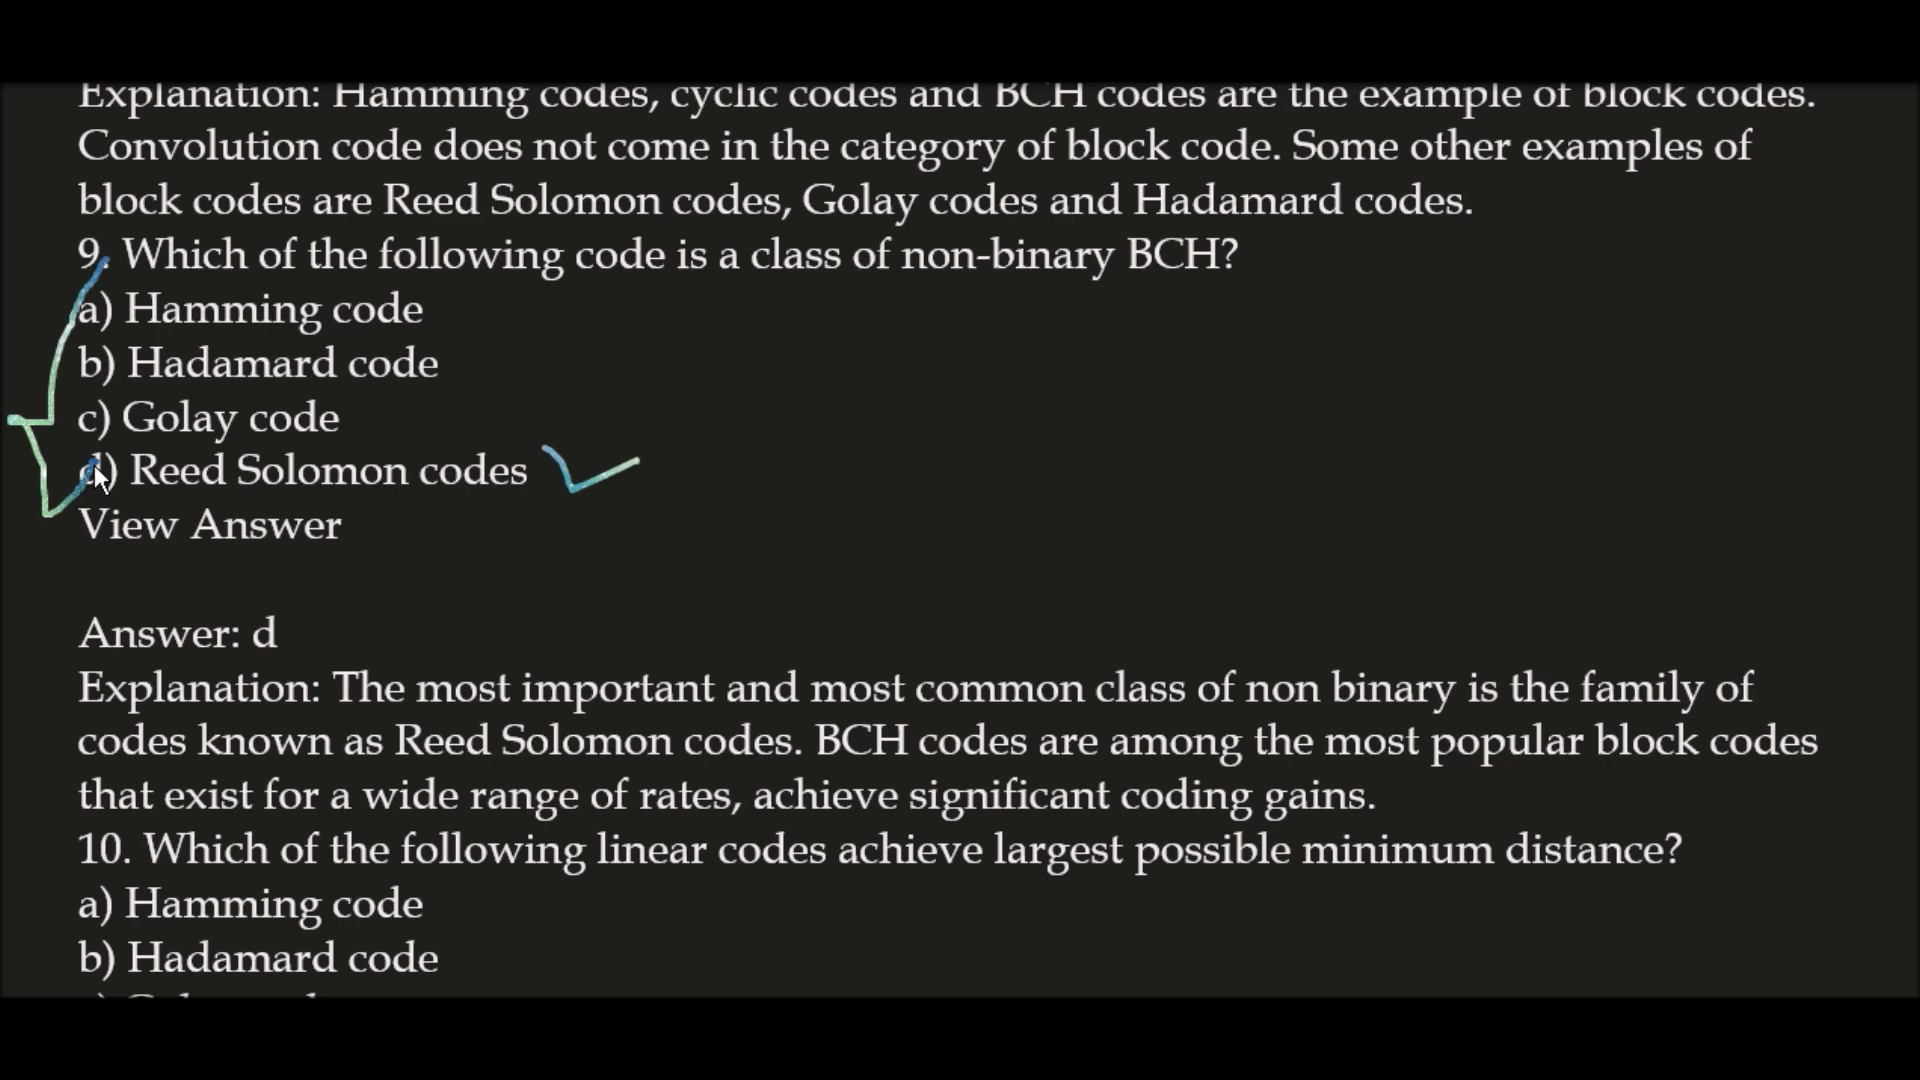 Explanation: Hamming codes, cyclic codes and BCH codes are the example of block codes.
Convolution code does not come in the category of block code. Some other examples of
block codes are Reed Solomon codes, Golay codes and Hadamard codes.
9. Which of the following code is a class of non-binary BCH?
a) Hamming code
b) Hadamard code
c) Golay code
d) Reed Solomon codes
View Answer
Answer: d
Explanation: The most important and most common class of non binary is the family of
codes known as Reed Solomon codes. BCH codes are among the most popular block codes
that exist for a wide range of rates, achieve significant coding gains.
10. Which of the following linear codes achieve largest possible minimum distance?
a) Hamming code
b) Hadamard code